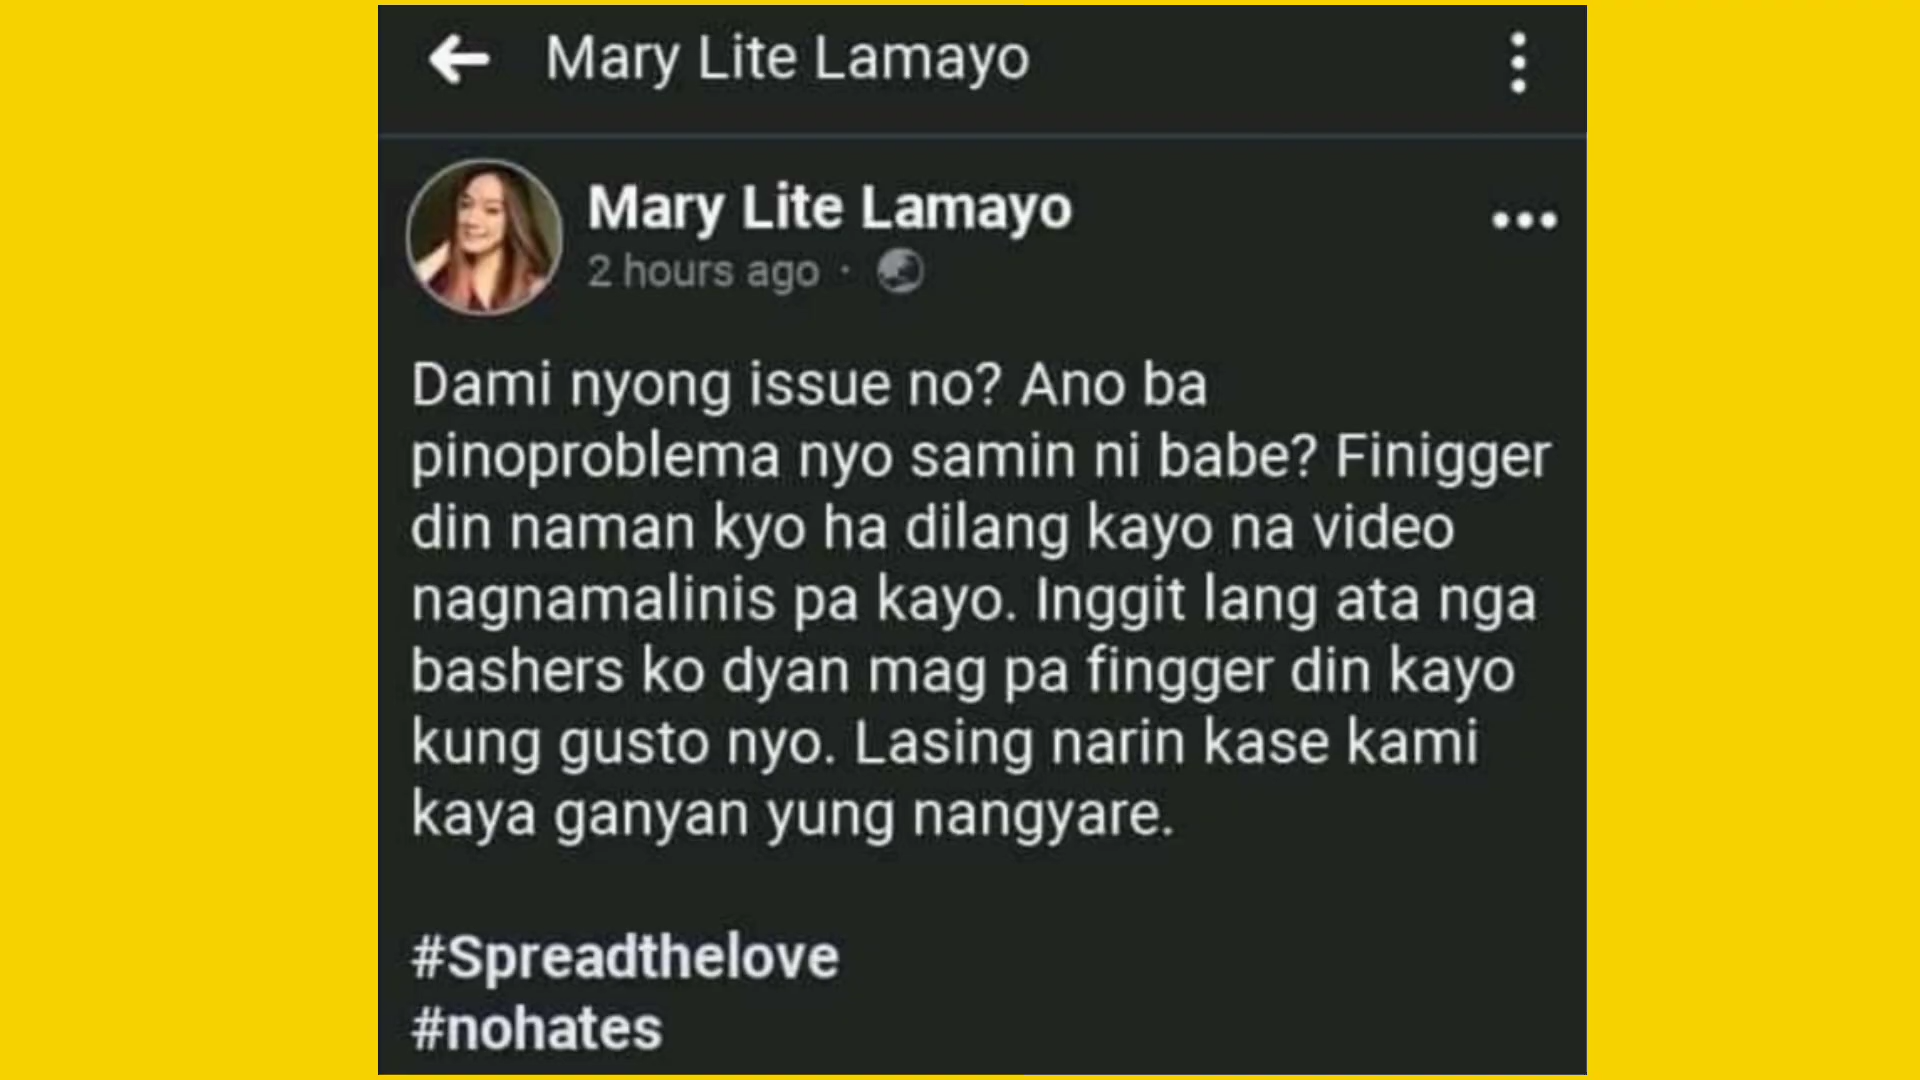 Mary Lite Lamayo
Mary Lite Lamayo
2 hours ago ·
Dami nyong issue no? Ano ba
pinoproblema nyo samin ni babe? Finigger
din naman kyo ha dilang kayo na video
nagnamalinis pa kayo. Inggit lang ata nga
bashers ko dyan mag pa fingger din kayo
kung gusto nyo. Lasing narin kase kami
kaya ganyan yung nangyare.
#Spreadthelove
#nohates